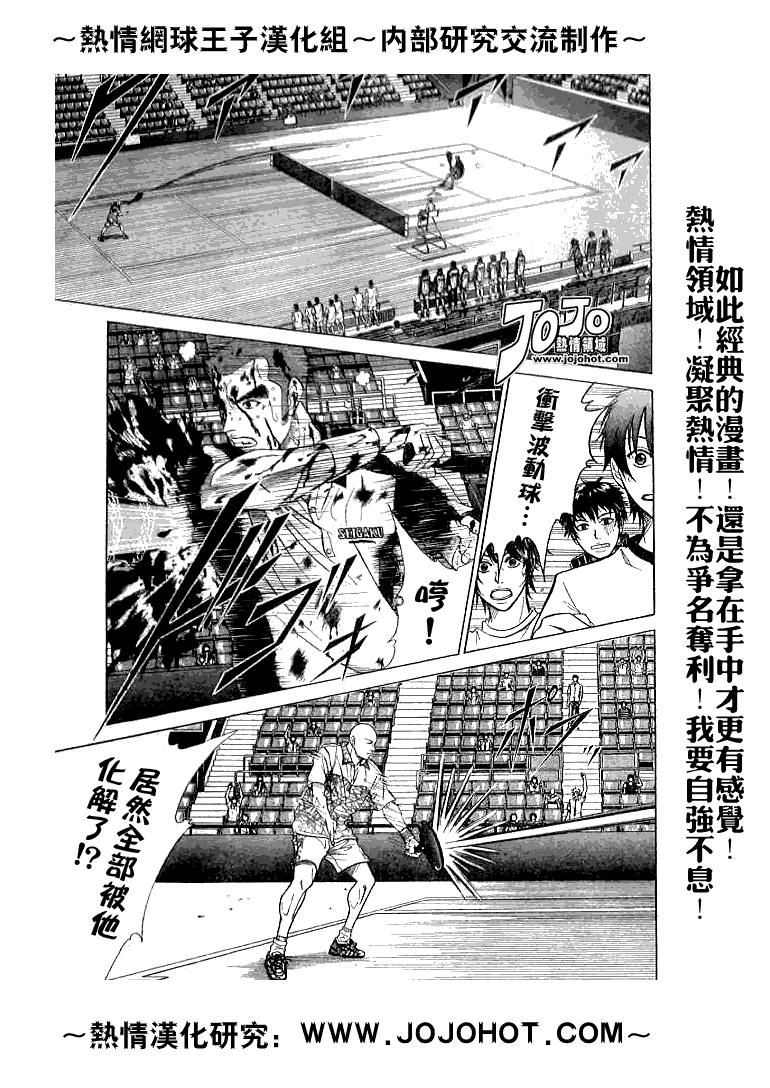 ～熱情網球王子漢化組～内部研究交流制作～
JOJO
熱情領域
www.jojohot.com
衝擊波動球…
SEIGAKU
哼！
ポ
ポ
居然全部被他
化解了!?
如此經典的漫畫！還是拿在手中才更有感覺！
熱情領域！凝聚熱情！不為爭名奪利！我要自強不息！
～熱情漢化研究：WWW.JOJOHOT.COM～